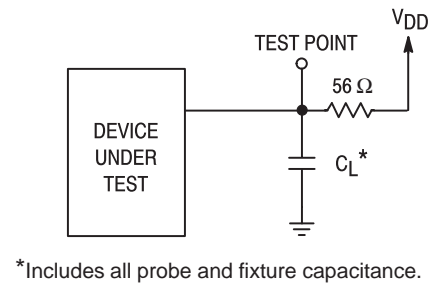 VDD
TEST POINT
56 Ω
DEVICE
UNDER
TEST
CL*
*Includes all probe and fixture capacitance.